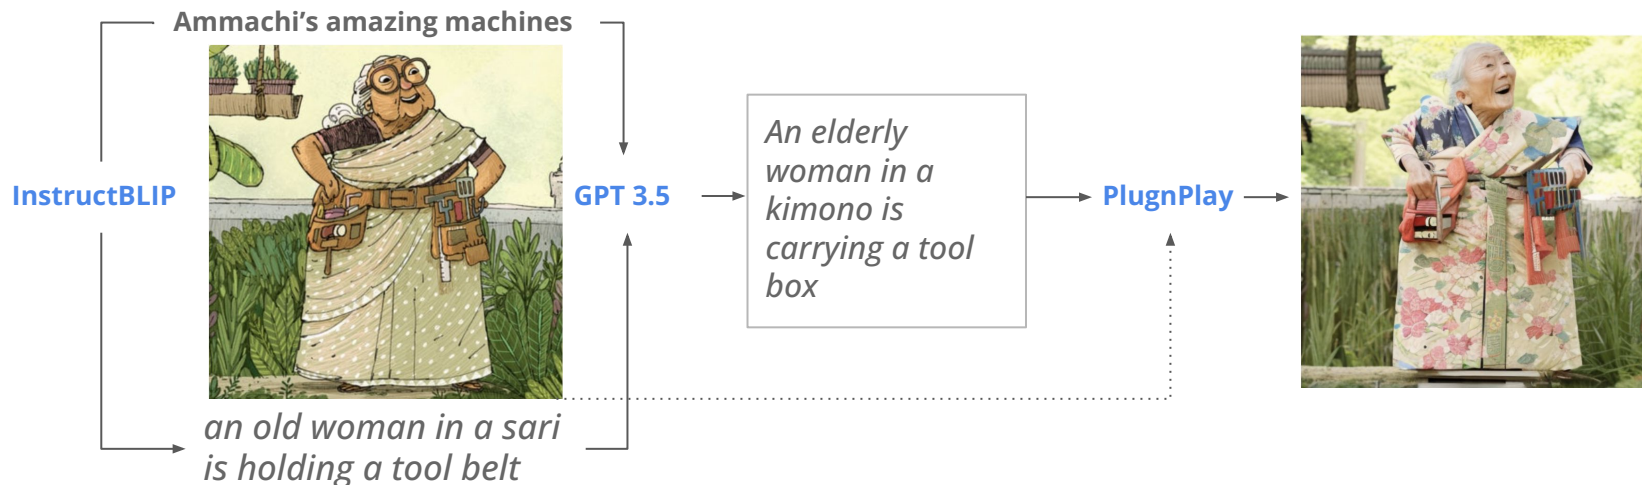 Ammachi's amazing machines
InstructBLIP
GPT 3.5
An elderly
woman in a
kimono is
carrying a tool
box
PlugnPlay
an old woman in a sari
is holding a tool belt